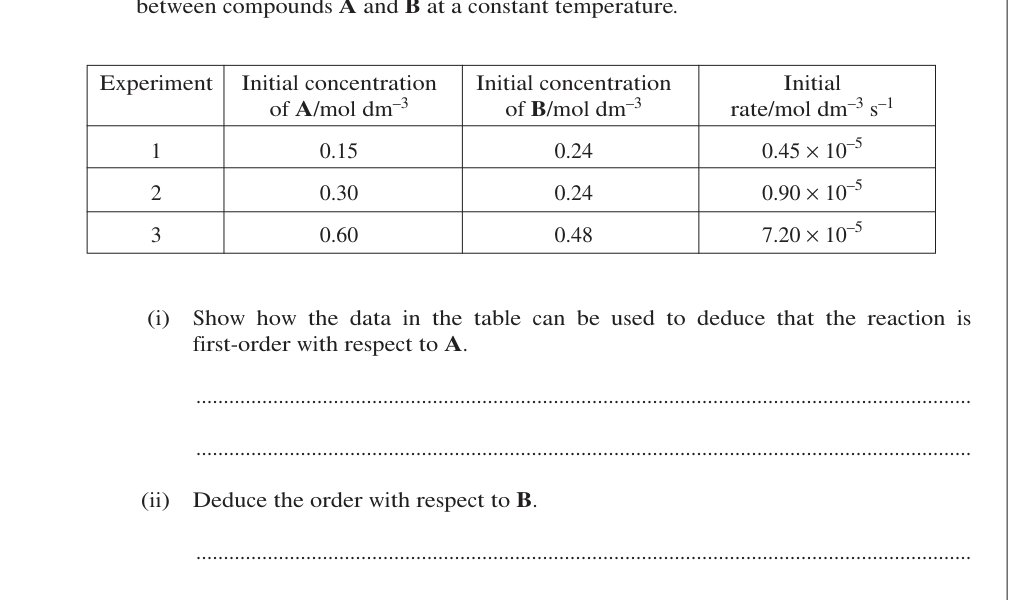 between compounds A and B at a constant temperature.
Experiment
Initial concentration
of A/mol dm⁻³
Initial concentration
of B/mol dm⁻³
Initial
rate/mol dm⁻³ s⁻¹
1 0.15 0.24 0.45 × 10⁻⁵
2 0.30 0.24 0.90 × 10⁻⁵
3 0.60 0.48 7.20 × 10⁻⁵
(i) Show how the data in the table can be used to deduce that the reaction is
first-order with respect to A.
(ii) Deduce the order with respect to B.